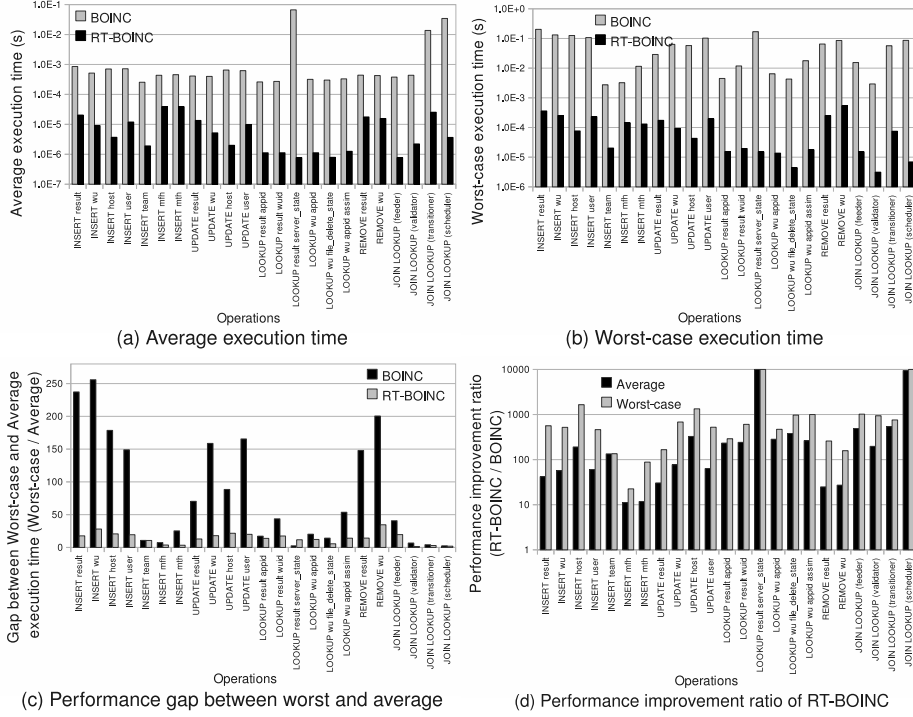 Average execution time (s)
1.0E-1
1.0E-2
1.0E-3
1.0E-4
1.0E-5
1.0E-6
1.0E-7
BOINC
RT-BOINC
INSERT result
INSERT wu
INSERT host
INSERT user
INSERT team
INSERT mfh
INSERT mth
UPDATE result
UPDATE wu
UPDATE host
UPDATE user
LOOKUP result appid
LOOKUP result wuid
LOOKUP result server_state
LOOKUP wu appid
LOOKUP wu file_delete_state
LOOKUP wu appid assim
REMOVE result
REMOVE wu
JOIN LOOKUP (feeder)
JOIN LOOKUP (validator)
JOIN LOOKUP (transitioner)
JOIN LOOKUP (scheduler)
Operations
(a) Average execution time
Worst-case execution time (s)
1.0E+0
1.0E-1
1.0E-2
1.0E-3
1.0E-4
1.0E-5
1.0E-6
BOINC
RT-BOINC
INSERT result
INSERT wu
INSERT host
INSERT user
INSERT team
INSERT mfh
INSERT mth
UPDATE result
UPDATE wu
UPDATE host
UPDATE user
LOOKUP result appid
LOOKUP result wuid
LOOKUP result server_state
LOOKUP wu appid
LOOKUP wu file_delete_state
LOOKUP wu appid assim
REMOVE result
REMOVE wu
JOIN LOOKUP (feeder)
JOIN LOOKUP (validator)
JOIN LOOKUP (transitioner)
JOIN LOOKUP (scheduler)
Operations
(b) Worst-case execution time
Gap between Worst-case and Average
execution time (Worst-case / Average)
250
200
150
100
50
0
BOINC
RT-BOINC
INSERT result
INSERT wu
INSERT host
INSERT user
INSERT team
INSERT mfh
INSERT mth
UPDATE result
UPDATE wu
UPDATE host
UPDATE user
LOOKUP result appid
LOOKUP result wuid
LOOKUP result server_state
LOOKUP wu appid
LOOKUP wu file_delete_state
LOOKUP wu appid assim
REMOVE result
REMOVE wu
JOIN LOOKUP (feeder)
JOIN LOOKUP (validator)
JOIN LOOKUP (transitioner)
JOIN LOOKUP (scheduler)
Operations
(c) Performance gap between worst and average
Performance improvement ratio
(RT-BOINC / BOINC)
10000
1000
100
10
1
Average
Worst-case
INSERT result
INSERT wu
INSERT host
INSERT user
INSERT team
INSERT mfh
INSERT mth
UPDATE result
UPDATE wu
UPDATE host
UPDATE user
LOOKUP result appid
LOOKUP result wuid
LOOKUP result server_state
LOOKUP wu appid
LOOKUP wu file_delete_state
LOOKUP wu appid assim
REMOVE result
REMOVE wu
JOIN LOOKUP (feeder)
JOIN LOOKUP (validator)
JOIN LOOKUP (transitioner)
JOIN LOOKUP (scheduler)
Operations
(d) Performance improvement ratio of RT-BOINC